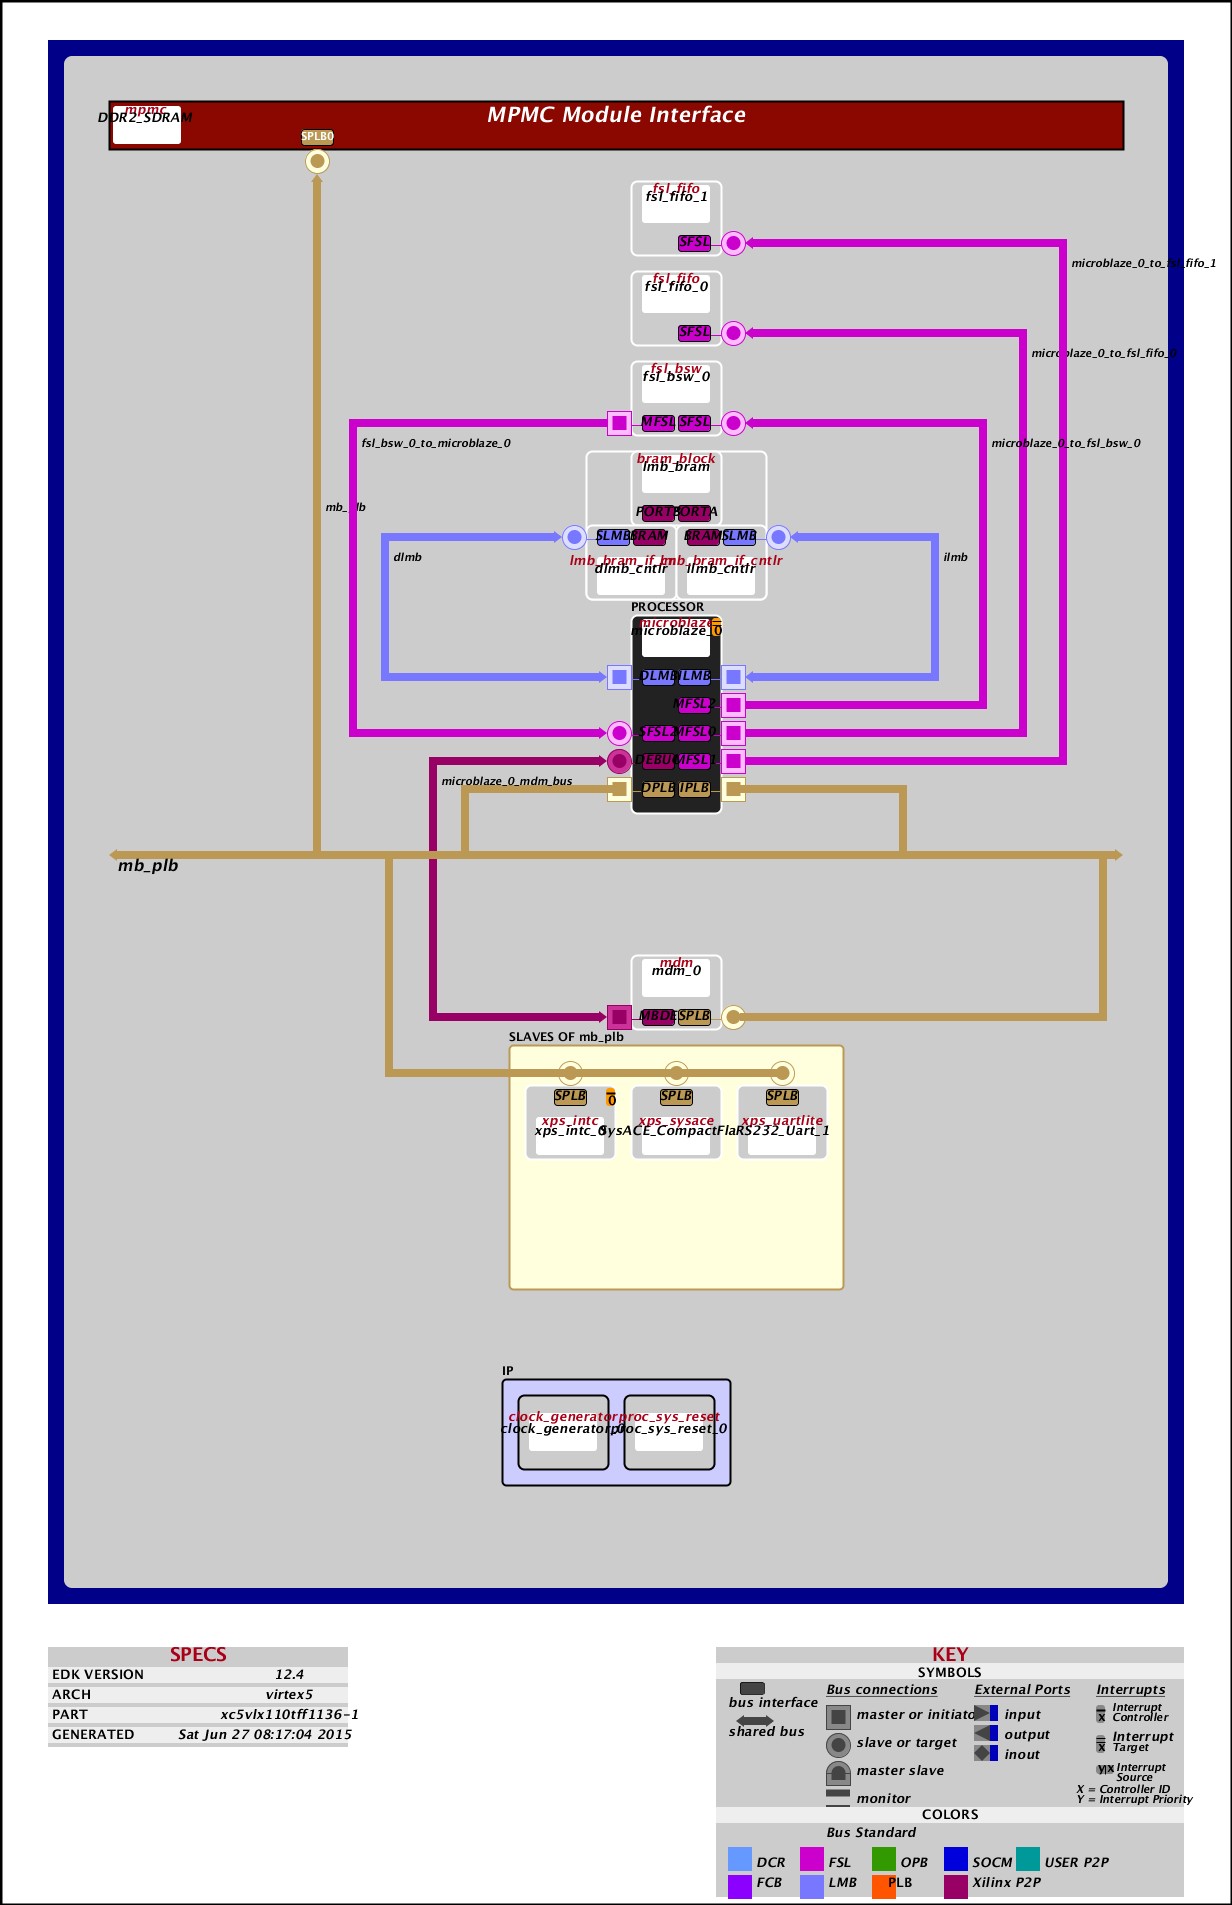 mpmc
DDR2_SDRAM
MPMC Module Interface
SPLB0
fsl_fifo
fsl_fifo_1
SFSL
microblaze_0_to_fsl_fifo_1
fsl_fifo
fsl_fifo_0
SFSL
microblaze_0_to_fsl_fifo_0
fsl_bsw
fsl_bsw_0
MFSL SFSL
fsl_bsw_0_to_microblaze_0
microblaze_0_to_fsl_bsw_0
bram_block
lmb_bram
PORTB PORTA
mb_plb
SLMB BRAM BRAM SLMB
dlmb
ilmb
lmb_bram_if_cntlr lmb_bram_if_cntlr
dlmb_cntlr ilmb_cntlr
PROCESSOR
microblaze
microblaze_0
0
DLMB ILMB
MFSL2
SFSL2 MFSL0
DEBUG MFSL1
microblaze_0_mdm_bus
DPLB IPLB
mb_plb
mdm
mdm_0
MBDE SPLB
SLAVES OF mb_plb
SPLB 0 SPLB SPLB
xps_intc xps_sysace xps_uartlite
xps_intc_0 SysACE_CompactFla RS232_Uart_1
IP
clock_generator proc_sys_reset
clock_generator_0 proc_sys_reset_0
SPECS
EDK VERSION 12.4
ARCH virtex5
PART xc5vlx110tff1136-1
GENERATED Sat Jun 27 08:17:04 2015
KEY
SYMBOLS
bus interface
shared bus
Bus connections
master or initiato
slave or target
master slave
monitor
External Ports
input
output
inout
Interrupts
x Interrupt
Controller
x Interrupt
Target
y x Interrupt
Source
X = Controller ID
Y = Interrupt Priority
COLORS
Bus Standard
DCR FSL OPB SOCM USER P2P
FCB LMB PLB Xilinx P2P